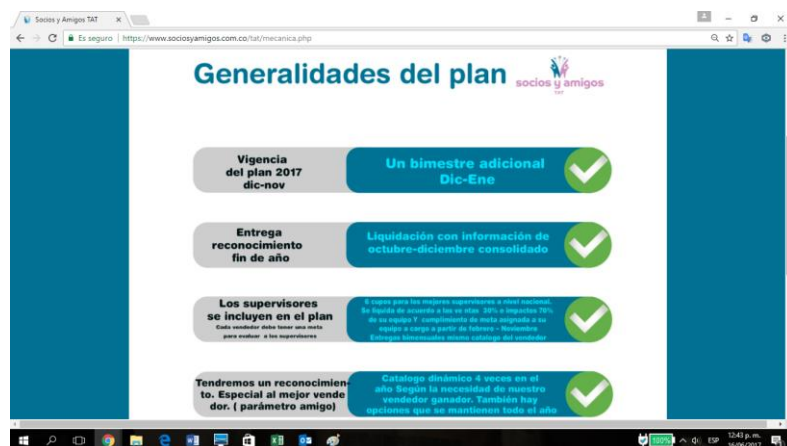 Socios y Amigos TAT
Es seguro | https://www.sociosyamigos.com.co/tat/mecanica.php
Generalidades del plan
socios y amigos
TAT
Vigencia
del plan 2017
dic-nov
Un bimestre adicional
Dic-Ene
Entrega
reconocimiento
fin de año
Liquidación con información de
octubre-diciembre consolidado
Los supervisores
se incluyen en el plan
Cada vendedor debe tener una meta
para evaluar a los supervisores
6 cupos para los mejores supervisores a nivel nacional.
Se liquida de acuerdo a las ve ntas 30% e impactos 70%
de su equipo Y cumplimiento de meta asignada a su
equipo a cargo a partir de febrero – Noviembre
Entregas bimensuales mismo catalogo del vendedor
Tendremos un reconocimien-
to. Especial al mejor vende
dor. ( parámetro amigo)
Catalogo dinámico 4 veces en el
año Según la necesidad de nuestro
vendedor ganador. También hay
opciones que se mantienen todo el año
100%
ESP
12:43 p. m.
16/06/2017